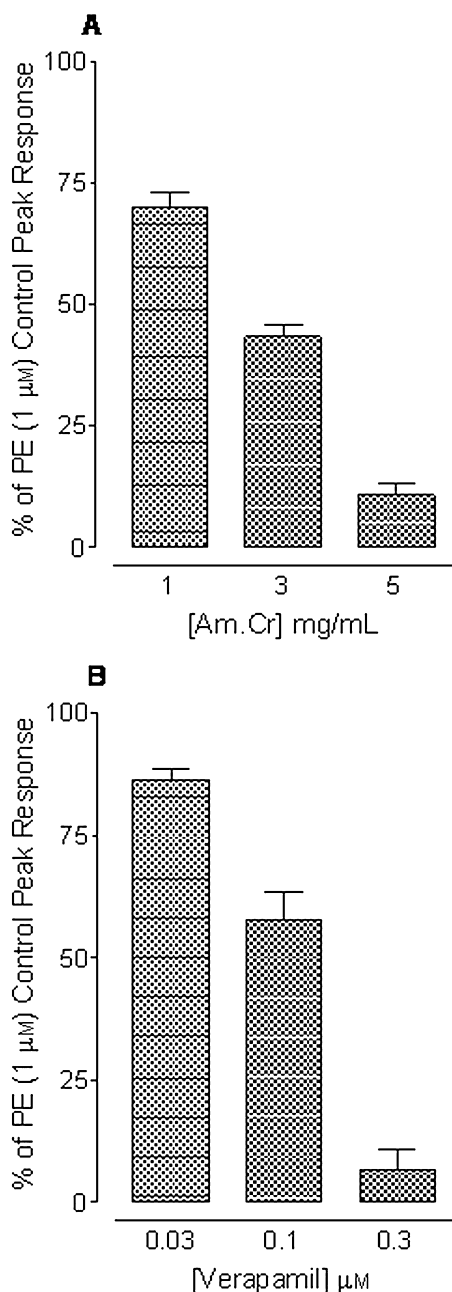 A
% of PE (1 μM) Control Peak Response
100
75
50
25
0
1 3 5
[Am.Cr] mg/mL
B
% of PE (1 μM) Control Peak Response
100
75
50
25
0
0.03 0.1 0.3
[Verapamil] μM